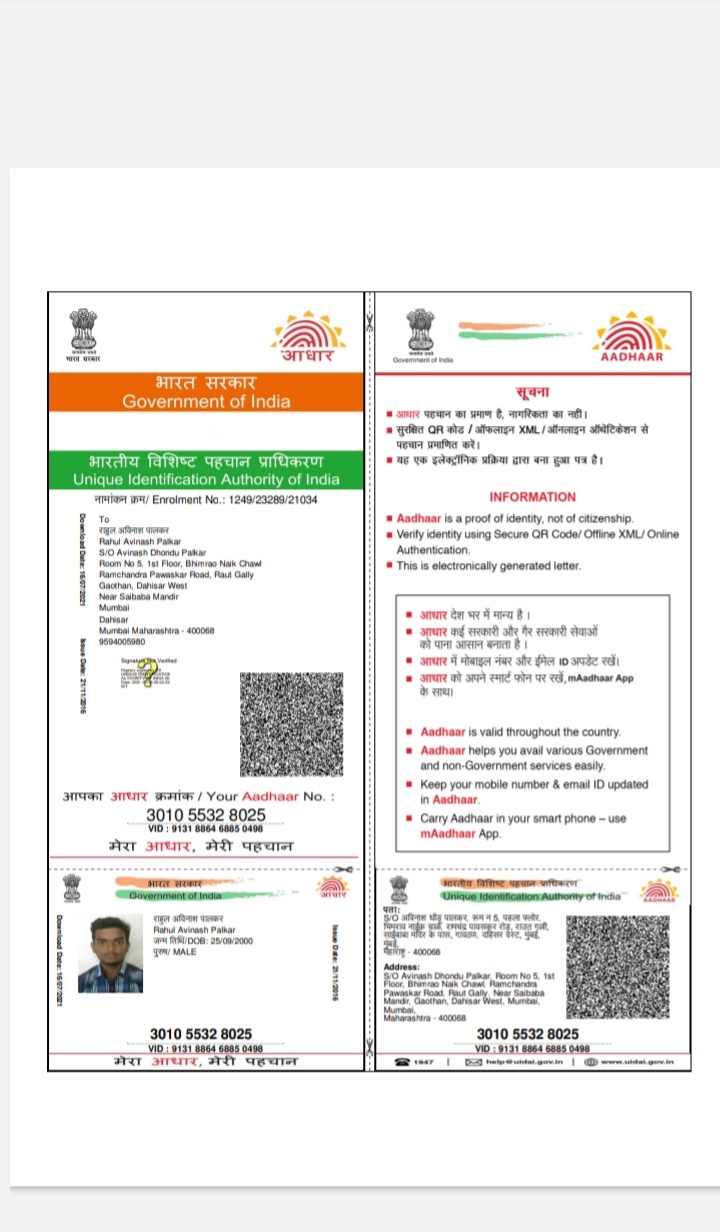 भारत सरकार
आधार
भारत सरकार
Government of India
भारतीय विशिष्ट पहचान प्राधिकरण
Unique Identification Authority of India
नामांकन क्रम/ Enrolment No.: 1249/23289/21034
To
राहुल अविनाश पालकर
Rahul Avinash Palkar
S/O Avinash Dhondu Palkar
Room No 5, 1st Floor, Bhimrao Naik Chawl
Ramchandra Pawaskar Road, Raut Gally
Gaothan, Dahisar West
Near Saibaba Mandir
Mumbai
Dahisar
Mumbai Maharashtra - 400068
9594005980
Download Date: 16/07/2021
Issue Date: 21/11/2016
आपका आधार क्रमांक / Your Aadhaar No. :
3010 5532 8025
VID : 9131 8864 6885 0498
मेरा आधार, मेरी पहचान
Government of India
AADHAAR
सूचना
आधार पहचान का प्रमाण है, नागरिकता का नहीं।
सुरक्षित QR कोड / ऑफलाइन XML / ऑनलाइन ऑथेंटिकेशन से
पहचान प्रमाणित करें।
यह एक इलेक्ट्रॉनिक प्रक्रिया द्वारा बना हुआ पत्र है।
INFORMATION
Aadhaar is a proof of identity, not of citizenship.
Verify identity using Secure QR Code/ Offline XML/ Online
Authentication.
This is electronically generated letter.
आधार देश भर में मान्य है ।
आधार कई सरकारी और गैर सरकारी सेवाओं
को पाना आसान बनाता है ।
आधार में मोबाइल नंबर और ईमेल ID अपडेट रखें।
आधार को अपने स्मार्ट फोन पर रखें, mAadhaar App
के साथ।
Aadhaar is valid throughout the country.
Aadhaar helps you avail various Government
and non-Government services easily.
Keep your mobile number & email ID updated
in Aadhaar.
Carry Aadhaar in your smart phone – use
mAadhaar App.
भारत सरकार
Government of India
आधार
Download Date: 16/07/2021
राहुल अविनाश पालकर
Rahul Avinash Palkar
जन्म तिथि/DOB: 25/09/2000
पुरुष/ MALE
Issue Date: 21/11/2016
3010 5532 8025
VID : 9131 8864 6885 0498
मेरा आधार, मेरी पहचान
भारतीय विशिष्ट पहचान प्राधिकरण
Unique Identification Authority of India
AADHAAR
पता:
S/O अविनाश धोंडू पालकर, रूम न 5, पहला फ्लोर,
भिमराव नाईक चाळ, रामचंद्र पावसकर रोड, राउत गल्ली,
साईबाबा मंदिर के पास, गावठाण, दहिसर वेस्ट, मुंबई,
मुंबई,
महाराष्ट्र - 400068
Address:
S/O Avinash Dhondu Palkar, Room No 5, 1st
Floor, Bhimrao Naik Chawl, Ramchandra
Pawaskar Road, Raut Gally, Near Saibaba
Mandir, Gaothan, Dahisar West, Mumbai,
Mumbai,
Maharashtra - 400068
3010 5532 8025
VID : 9131 8864 6885 0498
1947 | help@uidai.gov.in | www.uidai.gov.in